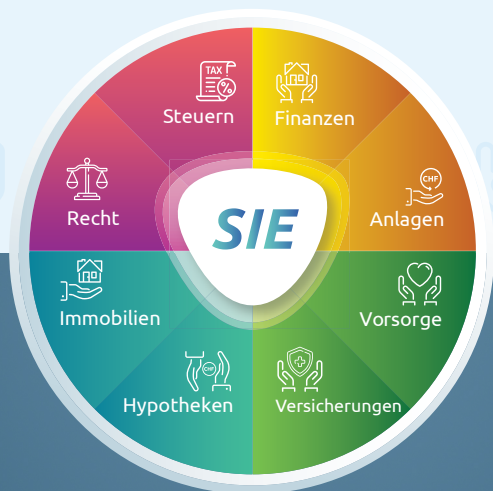 TAX
%
Steuern
Finanzen
CHF
Recht
Anlagen
SIE
Immobilien
Vorsorge
CHF
Hypotheken
Versicherungen